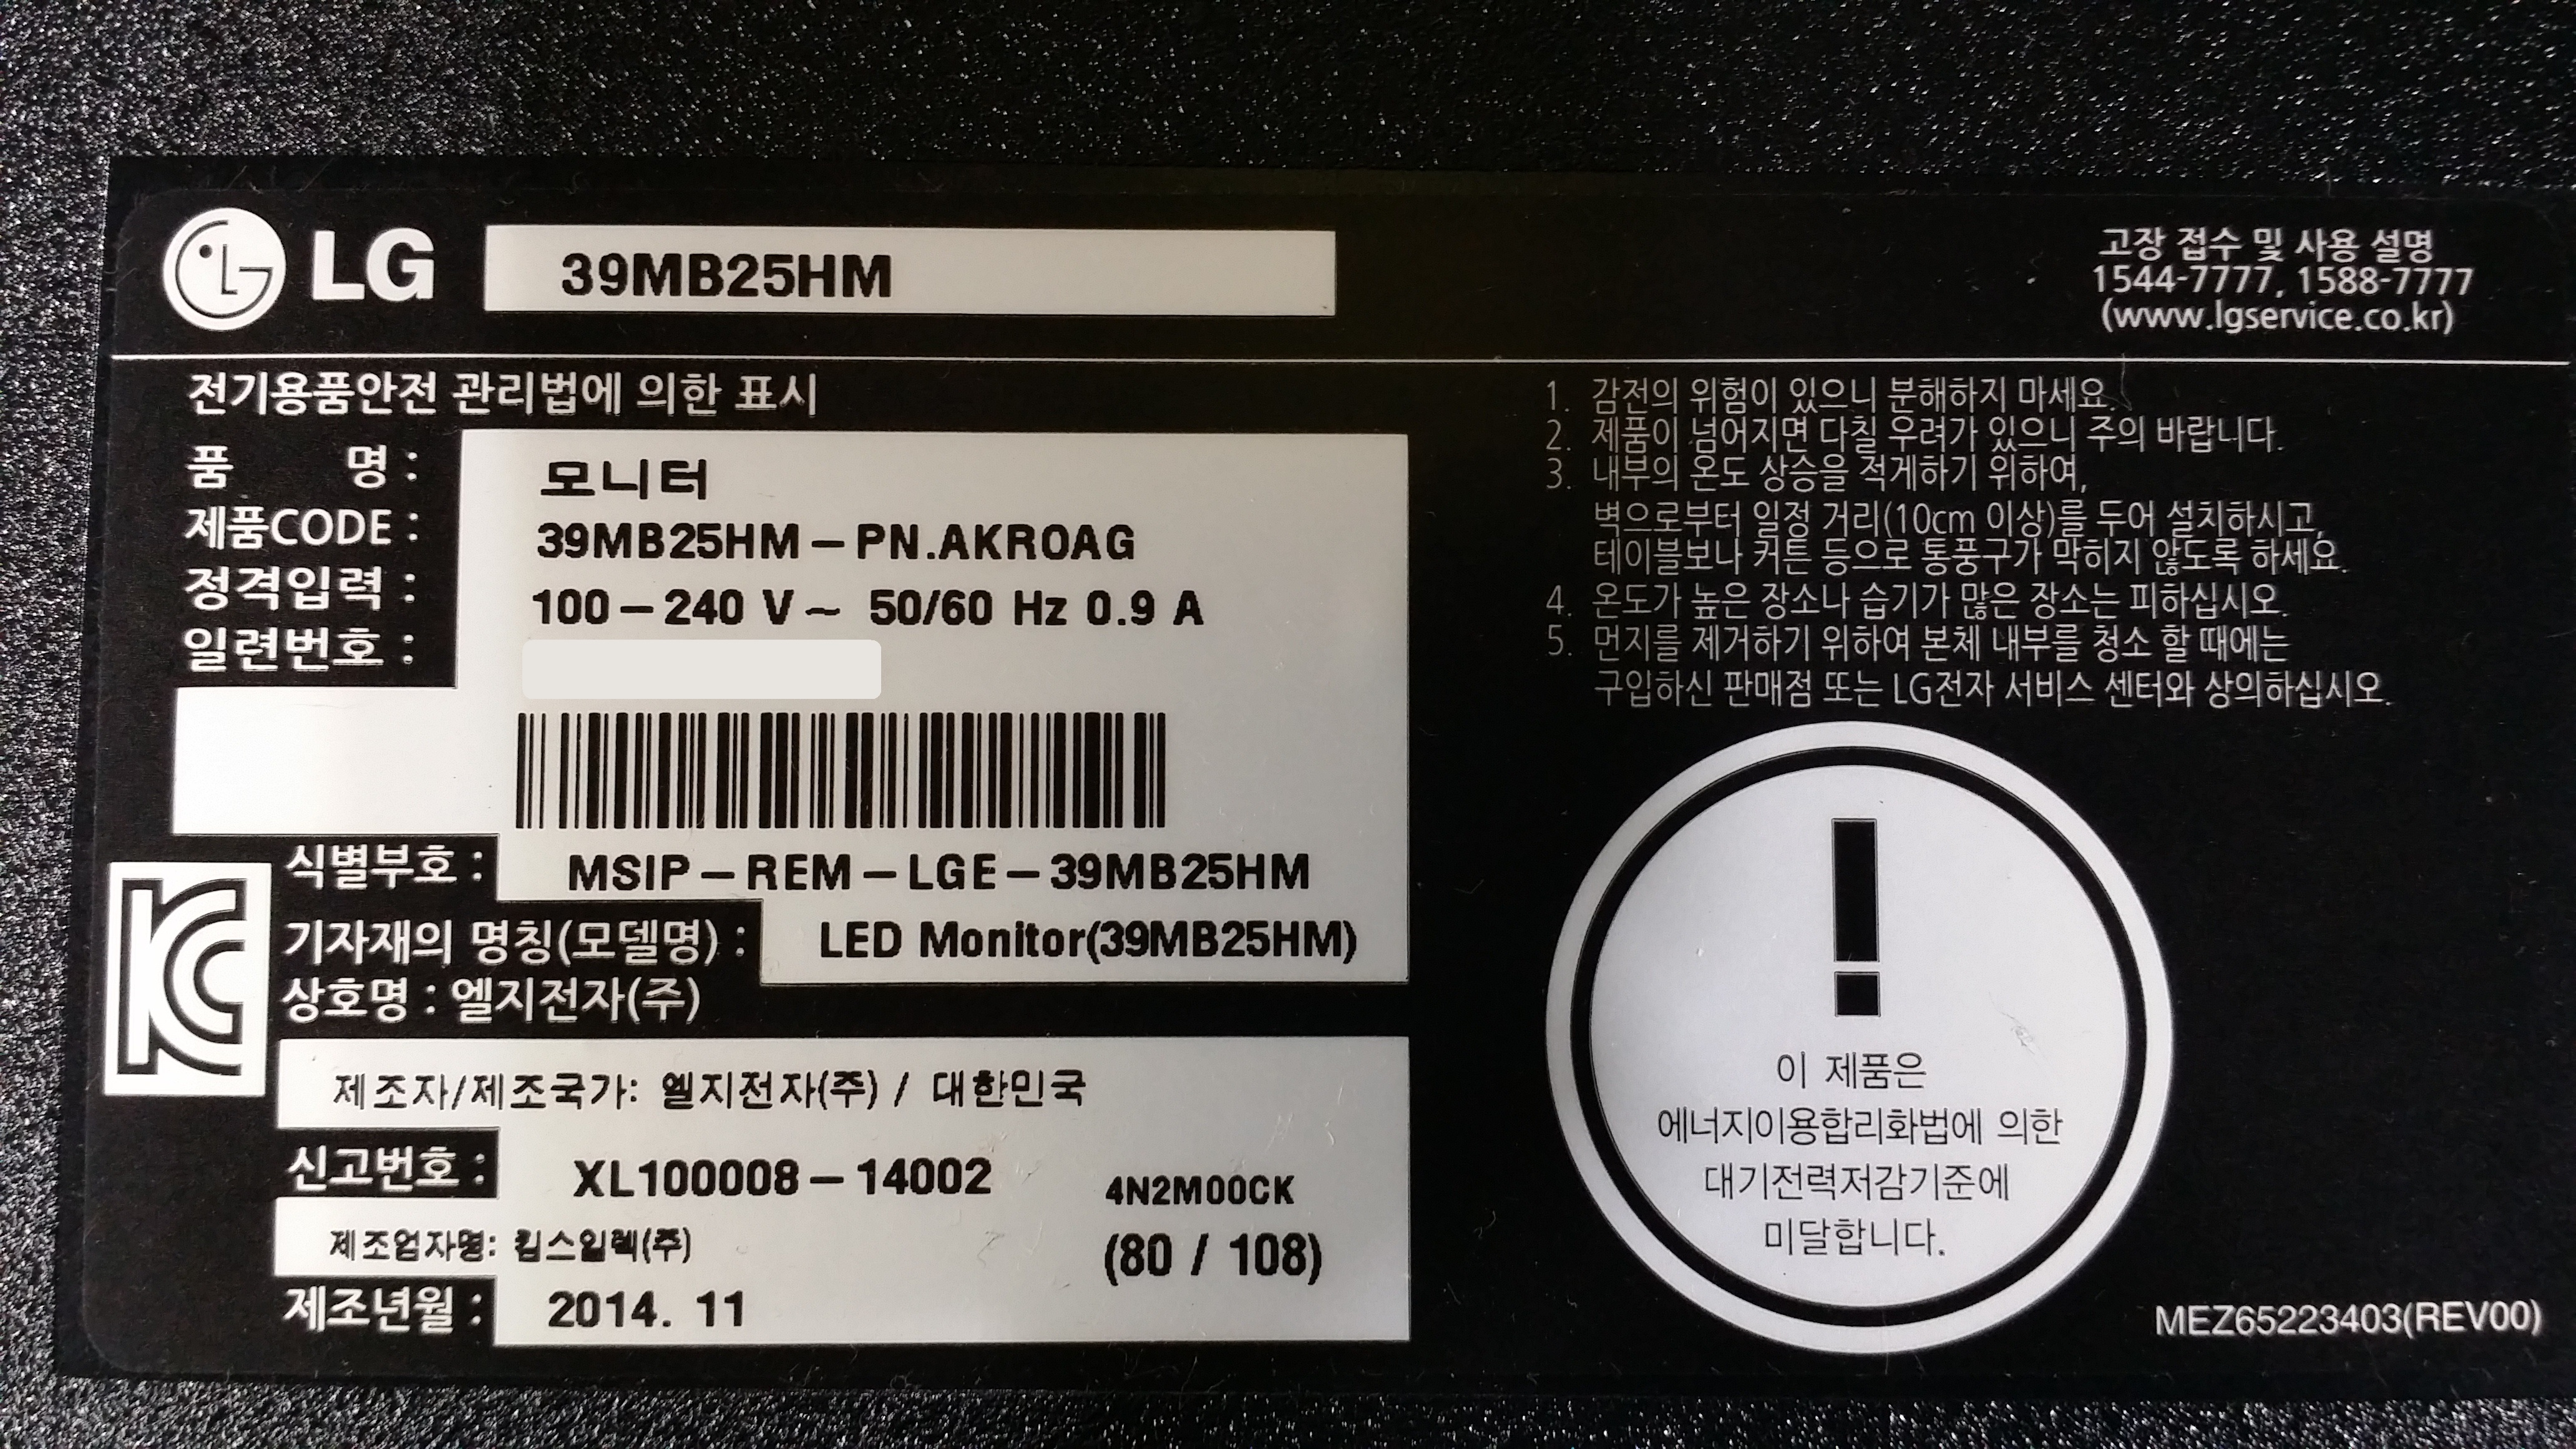 LG 39MB25HM
고장 접수 및 사용 설명
1544-7777, 1588-7777
(www.lgservice.co.kr)
전기용품안전 관리법에 의한 표시
품 명 : 모니터
제품CODE : 39MB25HM-PN.AKROAG
정격입력 : 100-240 V~ 50/60 Hz 0.9 A
일련번호 :
식별부호 : MSIP-REM-LGE-39MB25HM
기자재의 명칭(모델명) : LED Monitor(39MB25HM)
상호명 : 엘지전자(주)
제조자/제조국가: 엘지전자(주) / 대한민국
신고번호 : XL100008-14002 4N2M00CK
제조업자명: 킵스일렉(주) (80 / 108)
제조년월 : 2014. 11
1. 감전의 위험이 있으니 분해하지 마세요.
2. 제품이 넘어지면 다칠 우려가 있으니 주의 바랍니다.
3. 내부의 온도 상승을 적게하기 위하여,
벽으로부터 일정 거리(10cm 이상)를 두어 설치하시고,
테이블보나 커튼 등으로 통풍구가 막히지 않도록 하세요.
4. 온도가 높은 장소나 습기가 많은 장소는 피하십시오.
5. 먼지를 제거하기 위하여 본체 내부를 청소 할 때에는
구입하신 판매점 또는 LG전자 서비스 센터와 상의하십시오.
!
이 제품은
에너지이용합리화법에 의한
대기전력저감기준에
미달합니다.
MEZ65223403(REV00)